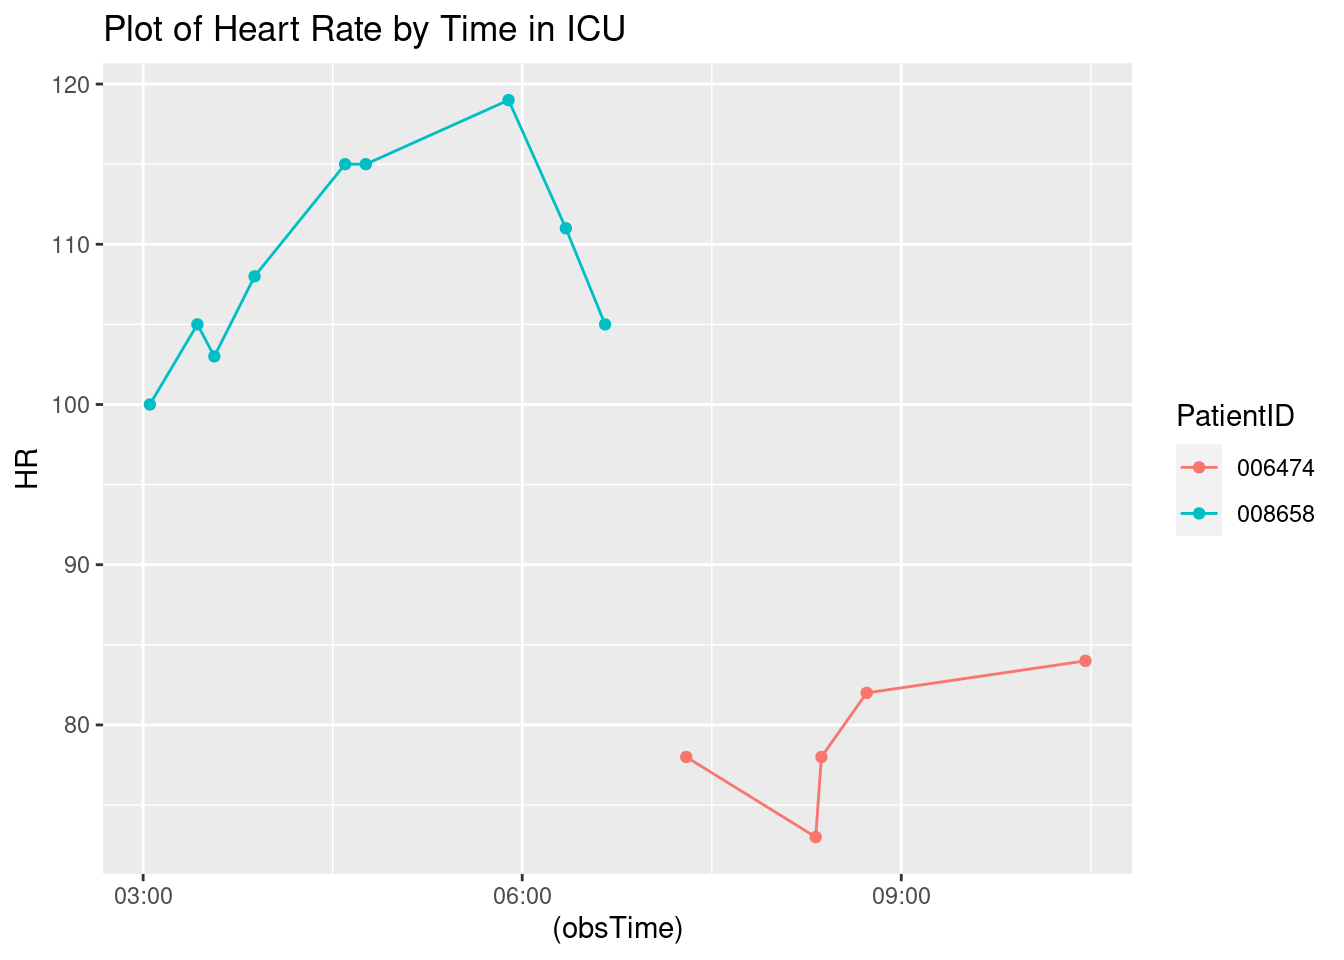 Plot of Heart Rate by Time in ICU
120
110
100
90
80
HR
03:00 06:00 09:00
(obsTime)
PatientID
006474
008658